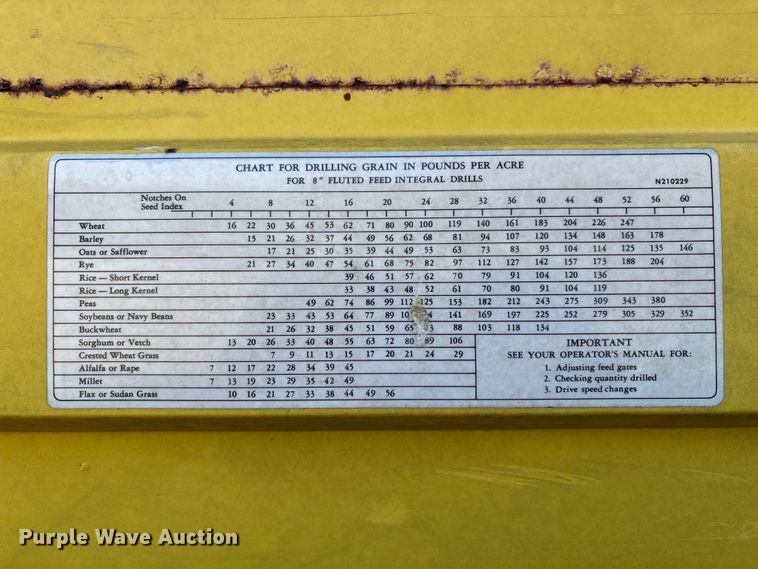 CHART FOR DRILLING GRAIN IN POUNDS PER ACRE
FOR 8" FLUTED FEED INTEGRAL DRILLS
N210229
Notches On Seed Index 4 8 12 16 20 24 28 32 36 40 44 48 52 56 60
Wheat 16 22 30 36 45 53 62 71 80 90 100 119 140 161 183 204 226 247
Barley 15 21 26 32 37 44 49 56 62 68 81 94 107 120 134 148 163 178
Oats or Safflower 17 21 25 30 35 39 44 49 53 63 73 83 93 104 114 125 135 146
Rye 21 27 34 40 47 54 61 68 75 82 97 112 127 142 157 173 188 204
Rice — Short Kernel 39 46 51 57 62 70 79 91 104 120 136
Rice — Long Kernel 33 38 43 48 52 61 70 80 91 104 119
Peas 49 62 74 86 99 112 125 153 182 212 243 275 309 343 380
Soybeans or Navy Beans 23 33 43 53 64 77 89 141 169 197 225 252 279 305 329 352
Buckwheat 21 26 32 38 45 51 59 65 88 103 118 134
Sorghum or Vetch 13 20 26 33 40 48 55 63 72 80 89 106
Crested Wheat Grass 7 9 11 13 15 17 20 21 24 29
Alfalfa or Rape 7 12 17 22 28 34 39 45
Millet 7 13 19 23 29 35 42 49
Flax or Sudan Grass 10 16 21 27 33 38 44 49 56
IMPORTANT
SEE YOUR OPERATOR'S MANUAL FOR:
1. Adjusting feed gates
2. Checking quantity drilled
3. Drive speed changes
Purple Wave Auction